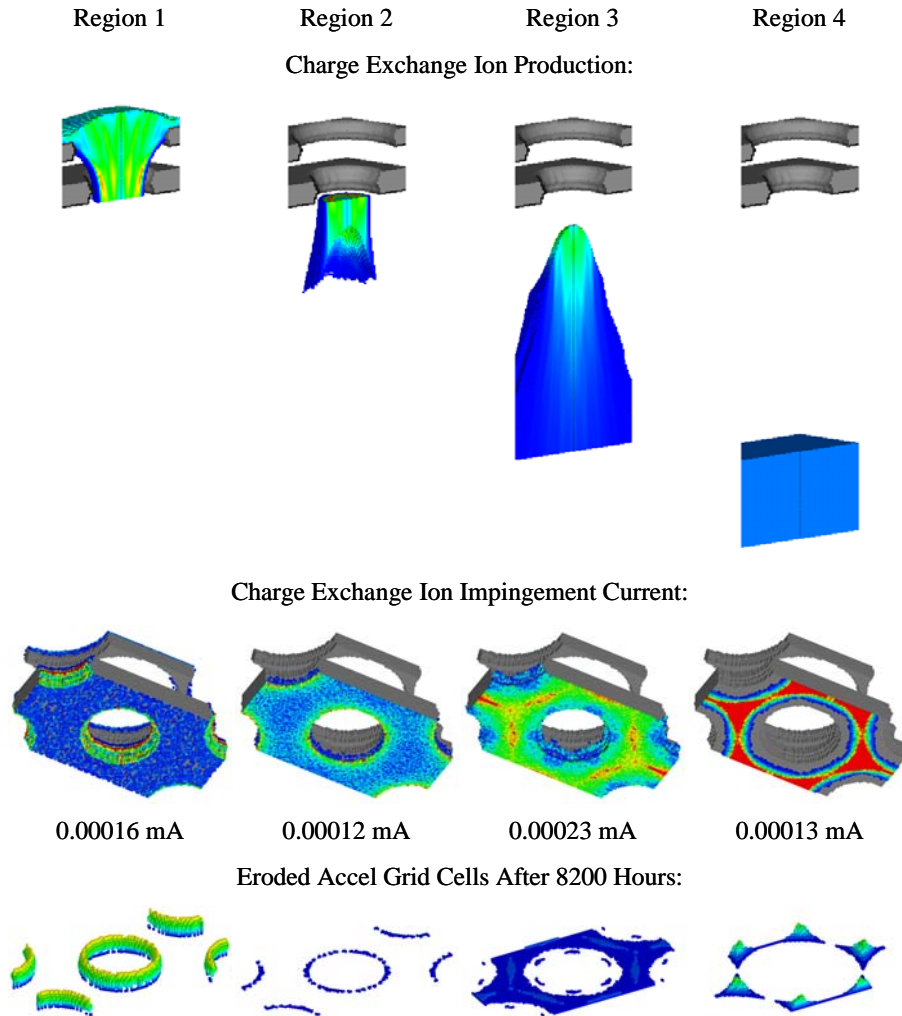 Region 1 Region 2 Region 3 Region 4
Charge Exchange Ion Production:
Charge Exchange Ion Impingement Current:
0.00016 mA 0.00012 mA 0.00023 mA 0.00013 mA
Eroded Accel Grid Cells After 8200 Hours: